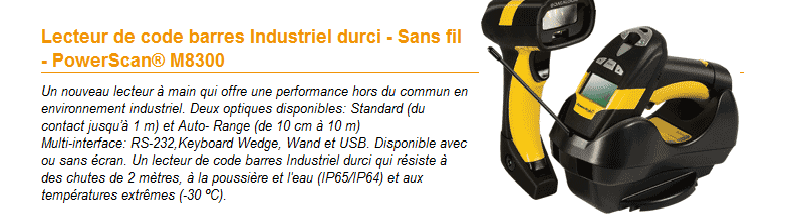 Lecteur de code barres Industriel durci - Sans fil
- PowerScan® M8300
Un nouveau lecteur à main qui offre une performance hors du commun en
environnement industriel. Deux optiques disponibles: Standard (du
contact jusqu'à 1 m) et Auto- Range (de 10 cm à 10 m)
Multi-interface: RS-232,Keyboard Wedge, Wand et USB. Disponible avec
ou sans écran. Un lecteur de code barres Industriel durci qui résiste à
des chutes de 2 mètres, à la poussière et l'eau (IP65/IP64) et aux
températures extrêmes (-30 ºC).